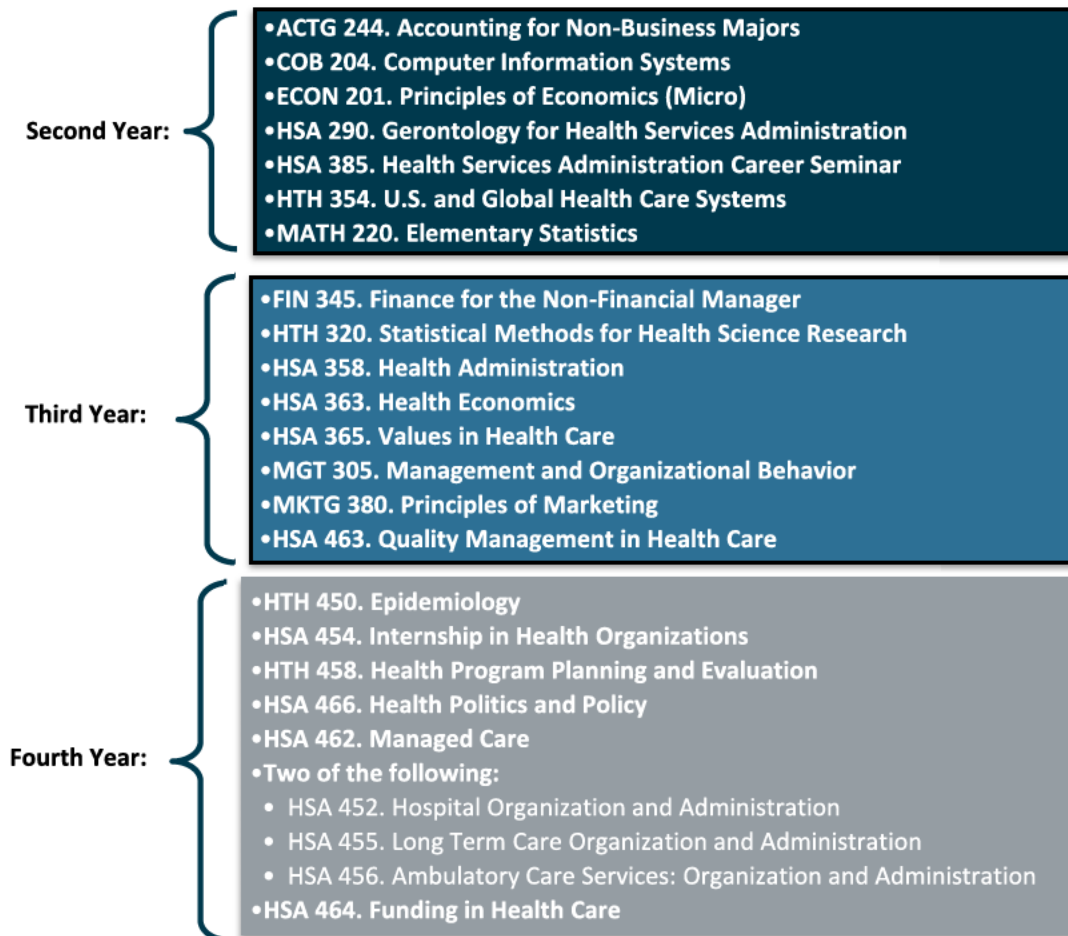 Second Year:
•ACTG 244. Accounting for Non-Business Majors
•COB 204. Computer Information Systems
•ECON 201. Principles of Economics (Micro)
•HSA 290. Gerontology for Health Services Administration
•HSA 385. Health Services Administration Career Seminar
•HTH 354. U.S. and Global Health Care Systems
•MATH 220. Elementary Statistics
Third Year:
•FIN 345. Finance for the Non-Financial Manager
•HTH 320. Statistical Methods for Health Science Research
•HSA 358. Health Administration
•HSA 363. Health Economics
•HSA 365. Values in Health Care
•MGT 305. Management and Organizational Behavior
•MKTG 380. Principles of Marketing
•HSA 463. Quality Management in Health Care
Fourth Year:
•HTH 450. Epidemiology
•HSA 454. Internship in Health Organizations
•HTH 458. Health Program Planning and Evaluation
•HSA 466. Health Politics and Policy
•HSA 462. Managed Care
•Two of the following:
• HSA 452. Hospital Organization and Administration
• HSA 455. Long Term Care Organization and Administration
• HSA 456. Ambulatory Care Services: Organization and Administration
•HSA 464. Funding in Health Care